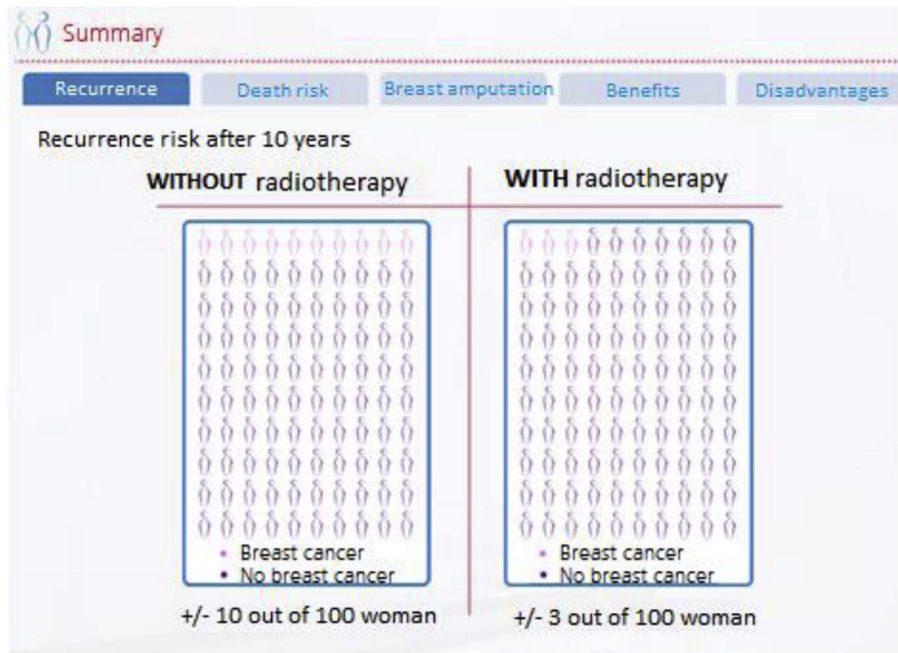 Summary
Recurrence Death risk Breast amputation Benefits Disadvantages
Recurrence risk after 10 years
WITHOUT radiotherapy WITH radiotherapy
• Breast cancer • Breast cancer
• No breast cancer • No breast cancer
+/- 10 out of 100 woman +/- 3 out of 100 woman